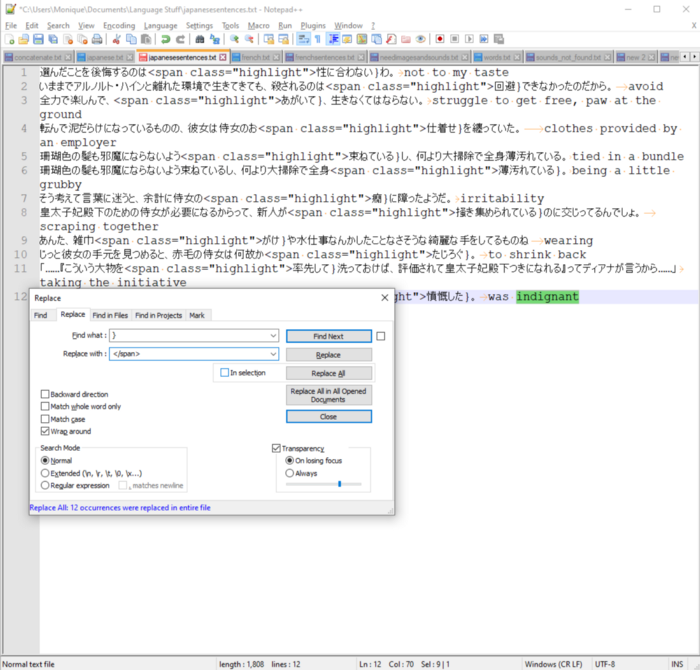 *C:\Users\Monique\Documents\Language Stuff\japanesesentences.txt - Notepad++
File Edit Search View Encoding Language Settings Tools Macro Run Plugins Window ?
concatenate.txt japanese.txt japanesesentences.txt french.txt frenchsentences.txt needimagesandsounds.txt words.txt sounds_not_found.txt new 2 ne
1 選んだことを後悔するのは<span class="highlight">性に合わない}わ。 not to my taste
2 いままでアルノルト・ハインと離れた環境で生きてきても、殺されるのは<span class="highlight">回避}できなかったのだから。 avoid
3 全力で楽しんで、<span class="highlight">あがいて}、生きなくてはならない。 struggle to get free, paw at the
ground
4 転んで泥だらけになっているものの、彼女は侍女のお<span class="highlight">仕着せ}を纏っていた。 clothes provided by
an employer
5 珊瑚色の髪も邪魔にならないよう<span class="highlight">束ねている}し、何より大掃除で全身薄汚れている。 tied in a bundle
6 珊瑚色の髪も邪魔にならないよう束ねているし、何より大掃除で全身<span class="highlight">薄汚れている}。 being a little
grubby
7 そう考えて言葉に迷うと、余計に侍女の<span class="highlight">癇}に障ったようだ。 irritability
8 皇太子妃殿下のための侍女が必要になるからって、新人が<span class="highlight">掻き集められている}のに交じってるんでしょ。
scraping together
9 あんた、雑巾<span class="highlight">がけ}や水仕事なんかしたことなさそうな綺麗な手をしてるものね wearing
10 じっと彼女の手元を見つめると、赤毛の侍女は何故か<span class="highlight">たじろぐ}。 to shrink back
11 「……『こういう大物を<span class="highlight">率先して}洗っておけば、評価されて皇太子妃殿下つきになれる』ってディアナが言うから……」
taking the initiative
12 ght">憤慨した}。 was indignant
Replace
Find Replace Find in Files Find in Projects Mark
Find what : } Find Next
Replace with : </span> Replace
In selection Replace All
Replace All in All Opened Documents
Close
Backward direction
Match whole word only
Match case
Wrap around
Search Mode
Normal
Extended (\n, \r, \t, \0, \x...)
Regular expression . matches newline
Transparency
On losing focus
Always
Replace All: 12 occurrences were replaced in entire file
Normal text file length : 1,808 lines : 12 Ln : 12 Col : 70 Sel : 9 | 1 Windows (CR LF) UTF-8 INS